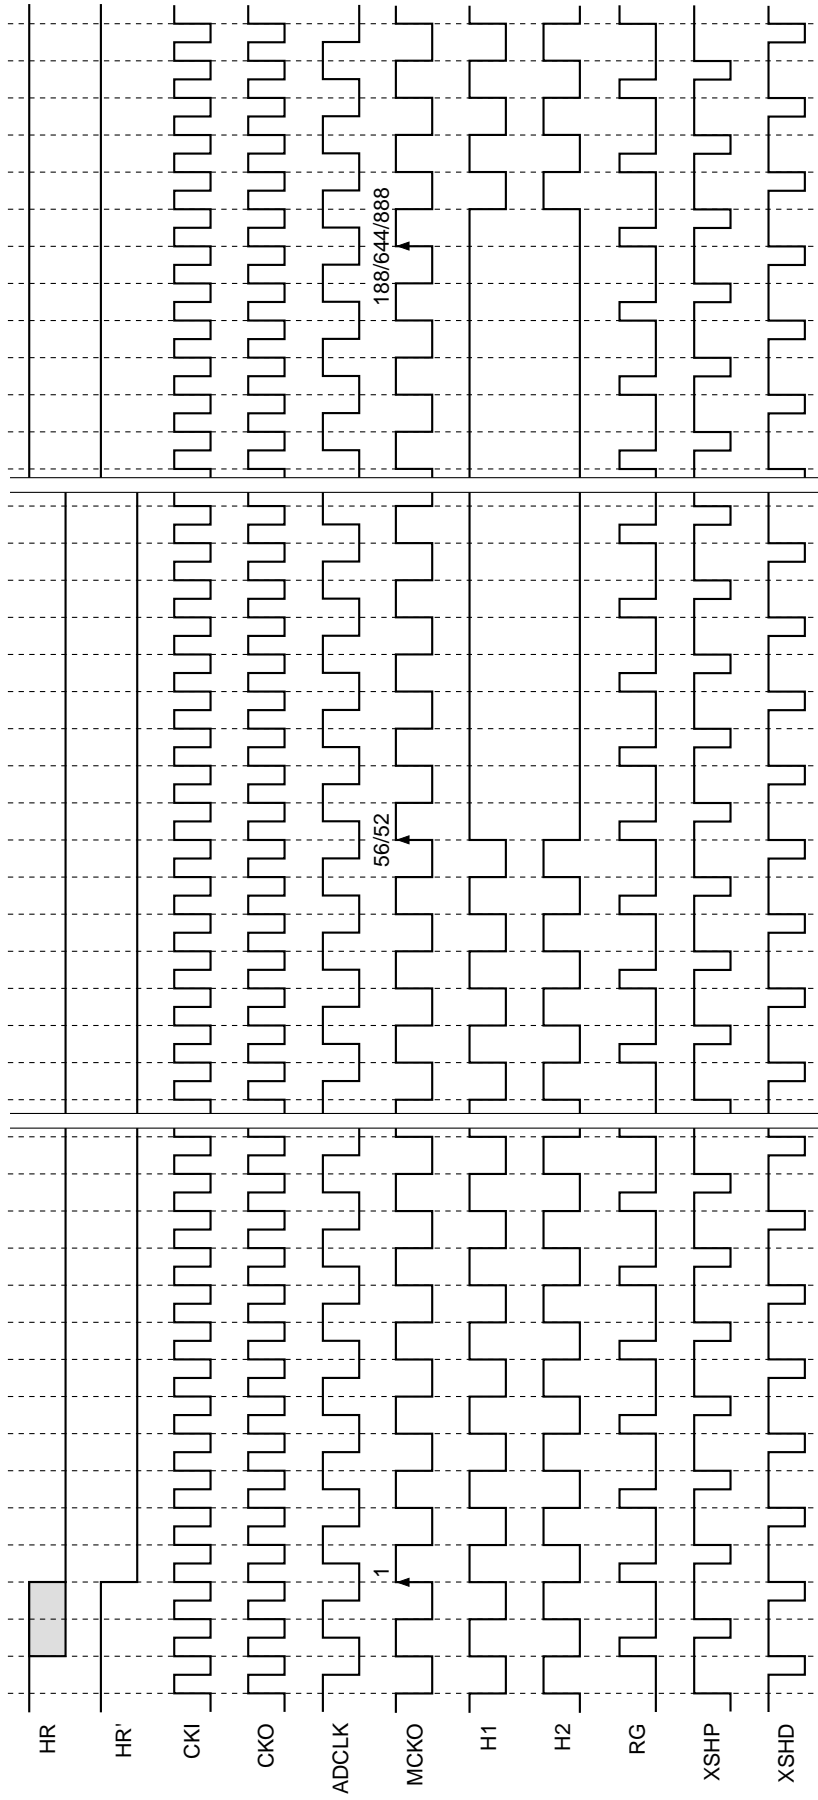 HR
HR'
CKI
CKO
ADCLK
MCKO
1
56/52
188/644/888
H1
H2
RG
XSHP
XSHD